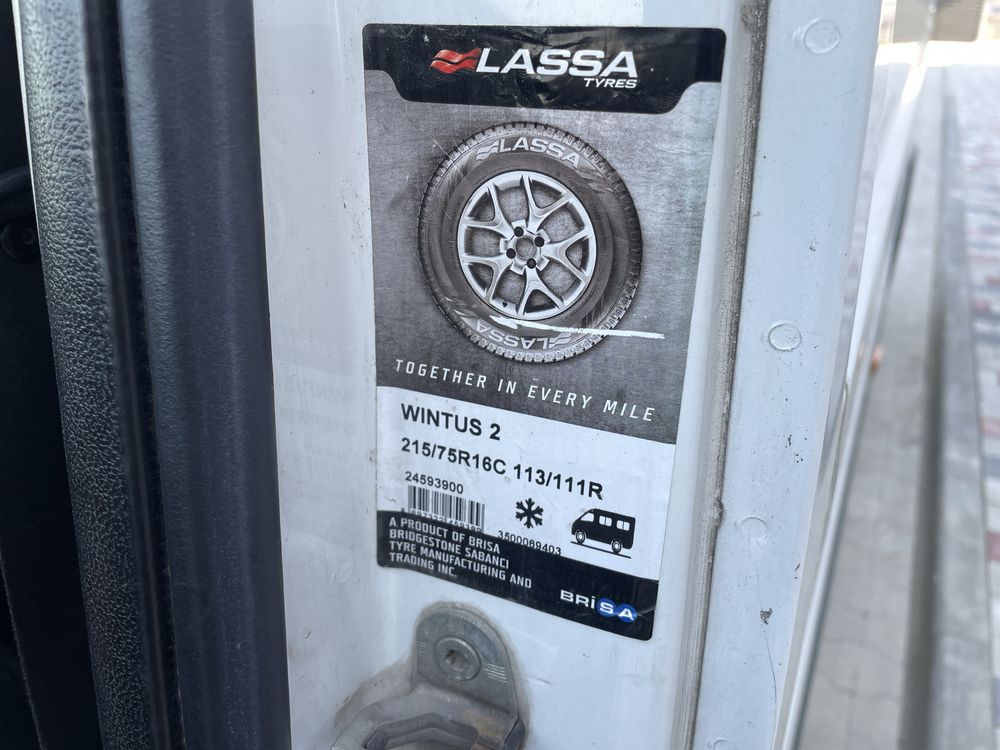 LASSA
TYRES
LASSA
LASSA
TOGETHER IN EVERY MILE
WINTUS 2
215/75R16C 113/111R
24593900
3500069403
A PRODUCT OF BRISA
BRIDGESTONE SABANCI
TYRE MANUFACTURING AND
TRADING INC.
BRiSA